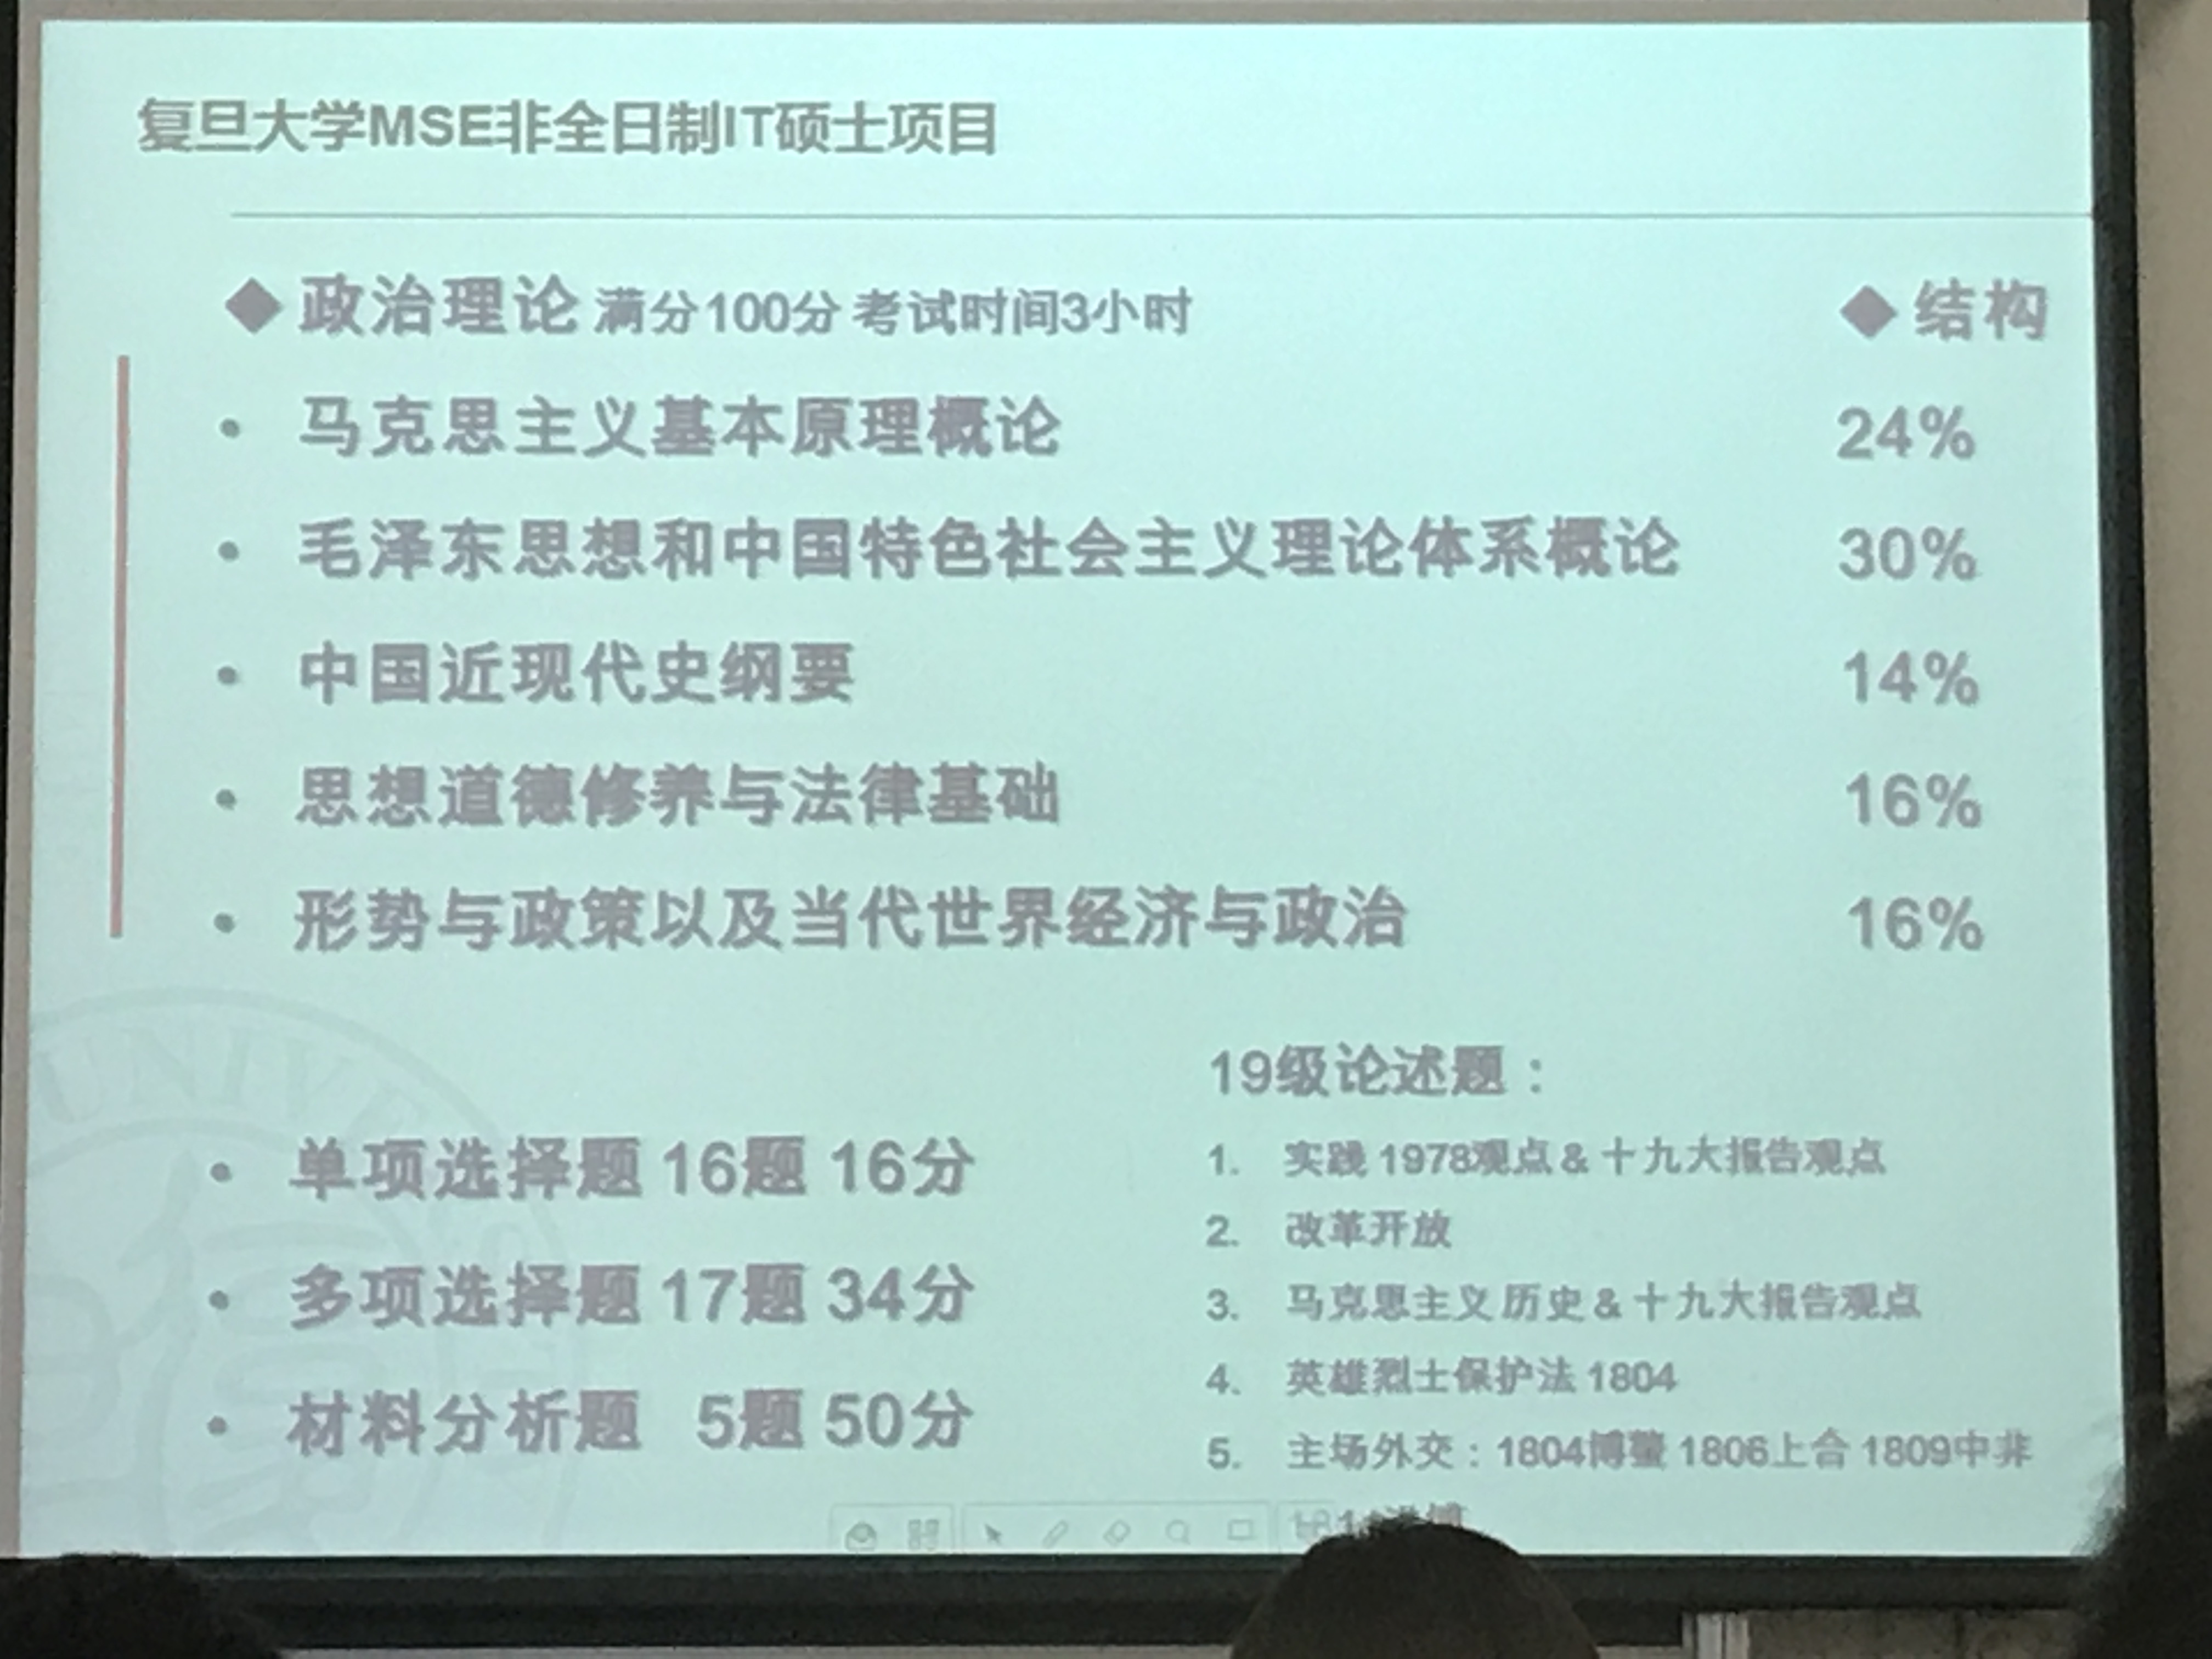 复旦大学MSE非全日制IT硕士项目
◆政治理论 满分100分 考试时间3小时 ◆结构
• 马克思主义基本原理概论 24%
• 毛泽东思想和中国特色社会主义理论体系概论 30%
• 中国近现代史纲要 14%
• 思想道德修养与法律基础 16%
• 形势与政策以及当代世界经济与政治 16%
• 单项选择题 16题 16分
• 多项选择题 17题 34分
• 材料分析题 5题 50分
19级论述题：
1. 实践 1978观点 & 十九大报告观点
2. 改革开放
3. 马克思主义历史 & 十九大报告观点
4. 英雄烈士保护法 1804
5. 主场外交：1804博鳌 1806上合 1809中非
UNIVE